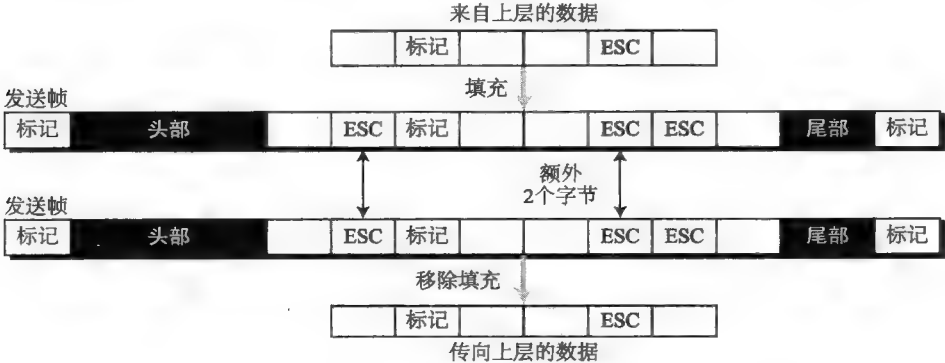 来自上层的数据
标记 ESC
填充
发送帧
标记 头部 ESC 标记 ESC ESC 尾部 标记
额外
2个字节
发送帧
标记 头部 ESC 标记 ESC ESC 尾部 标记
移除填充
标记 ESC
传向上层的数据